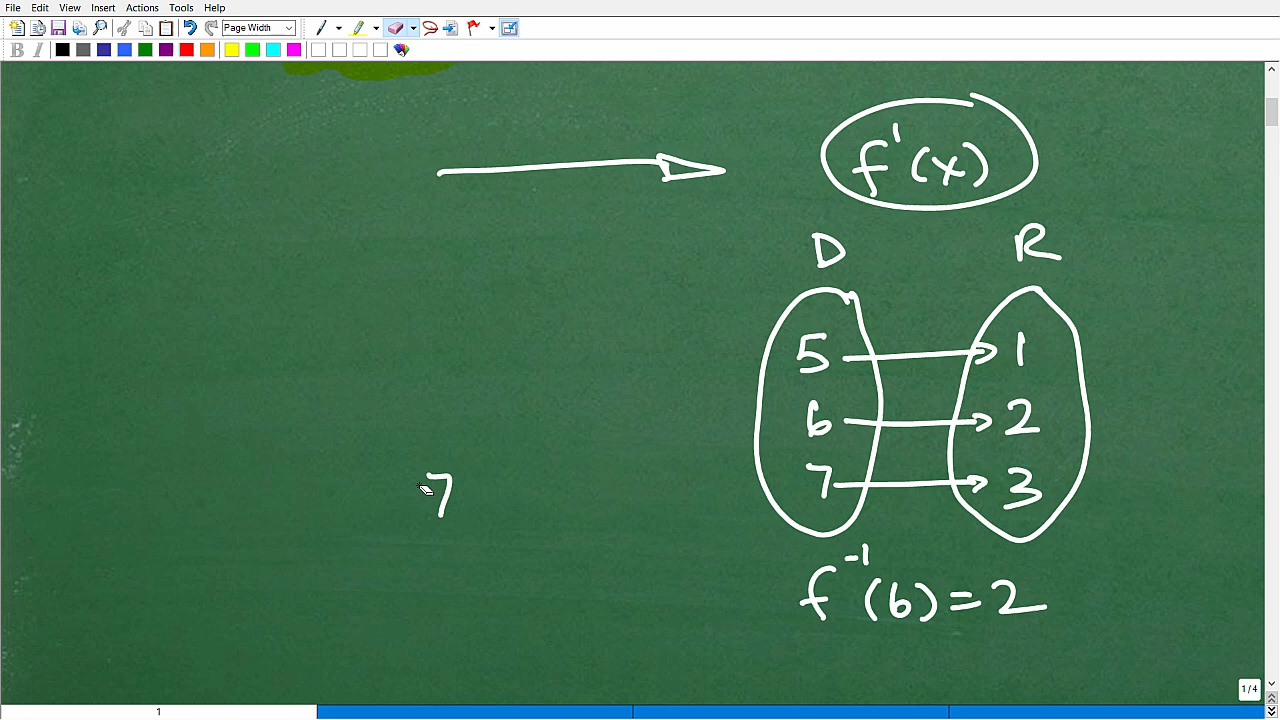 File Edit View Insert Actions Tools Help
Page Width
B I
f'(x)
D R
5 1
6 2
7 3
7
f⁻¹(6)=2
1/4
1